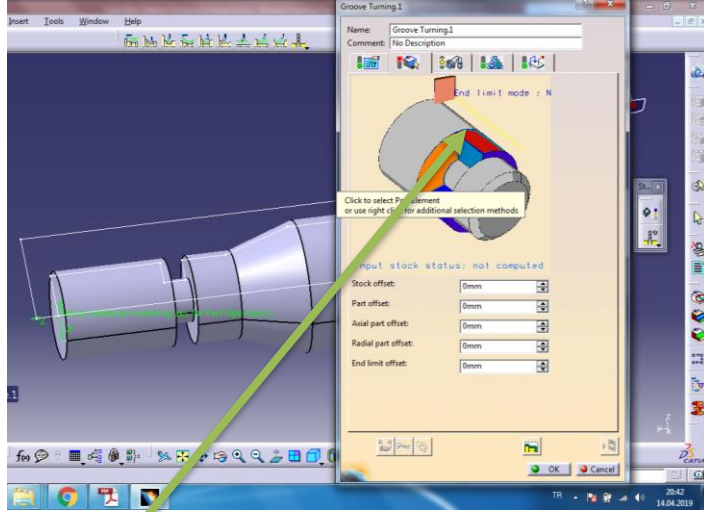 Groove Turning.1
Insert Tools Window Help
Name: Groove Turning.1
Comment: No Description
End limit mode : N
Click to select
or use right for additional selection methods
stock status: not computed
Stock offset: 0mm
Part offset: 0mm
Axial part offset: 0mm
Radial part offset: 0mm
End limit offset: 0mm
OK Cancel
CATIA
TR
20:42
14.04.2019